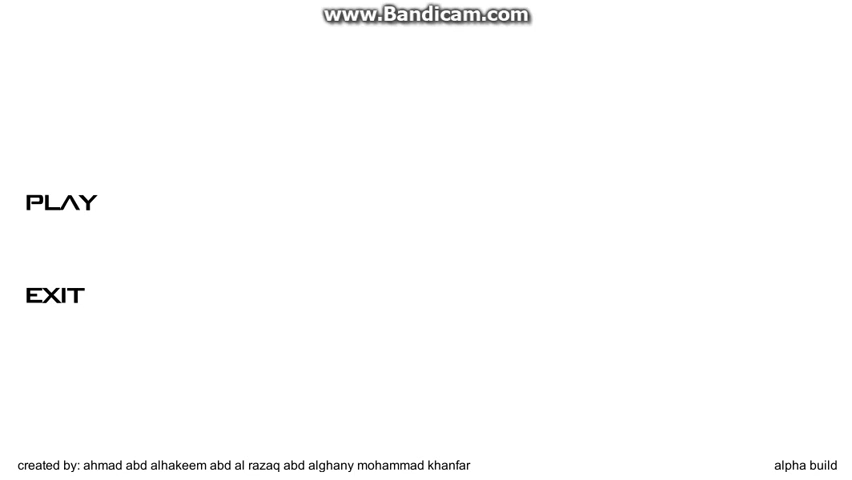 www.Bandicam.com
PLAY
EXIT
created by: ahmad abd alhakeem abd al razaq abd alghany mohammad khanfar
alpha build